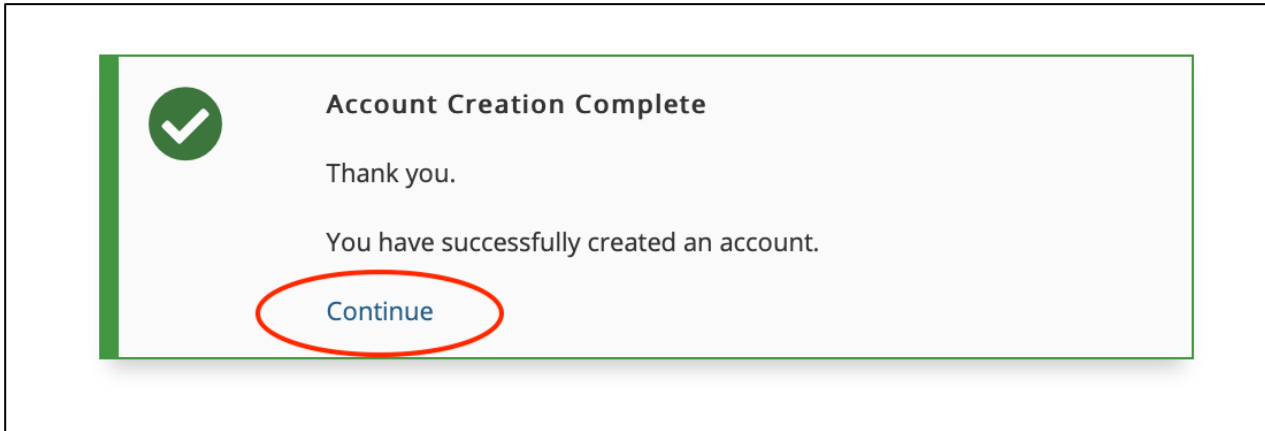 Account Creation Complete
Thank you.
You have successfully created an account.
Continue